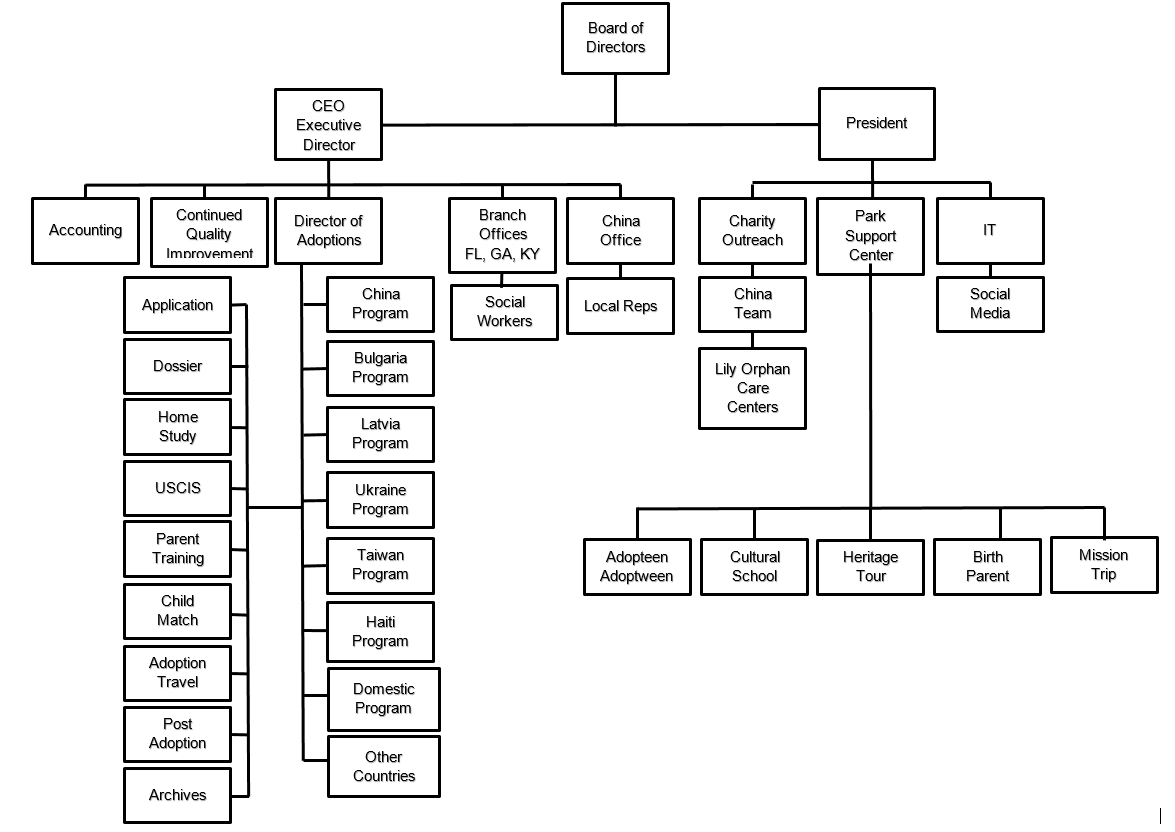 Board of
Directors
CEO
Executive
Director
President
Accounting
Continued
Quality
Improvement
Director of
Adoptions
Branch
Offices
FL, GA, KY
China
Office
Charity
Outreach
Park
Support
Center
IT
Social
Workers
Local Reps
China
Team
Social
Media
Lily Orphan
Care
Centers
Application
Dossier
Home
Study
USCIS
Parent
Training
Child
Match
Adoption
Travel
Post
Adoption
Archives
China
Program
Bulgaria
Program
Latvia
Program
Ukraine
Program
Taiwan
Program
Haiti
Program
Domestic
Program
Other
Countries
Adopteen
Adoptween
Cultural
School
Heritage
Tour
Birth
Parent
Mission
Trip